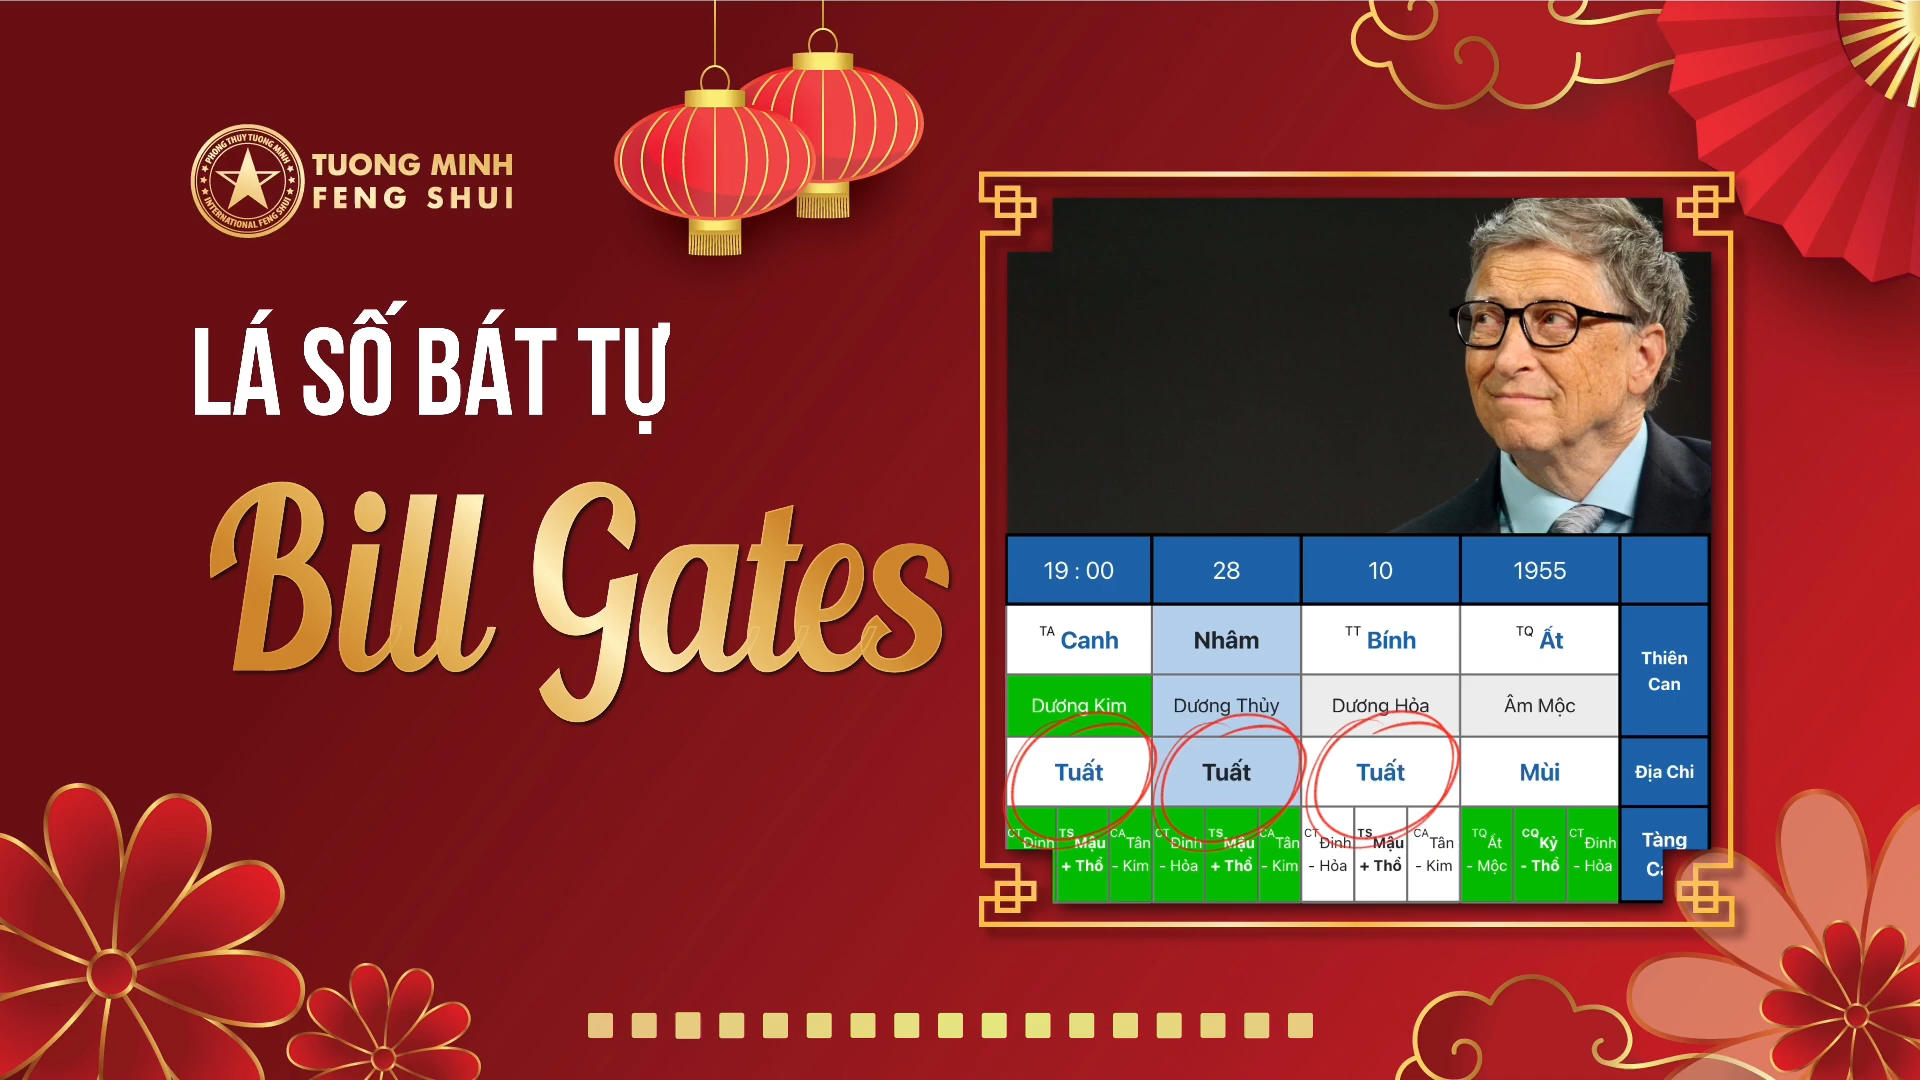 PHONG THUY TUONG MINH
INTERNATIONAL FENG SHUI
TUONG MINH
FENG SHUI
LÁ SỐ BÁT TỰ
Bill Gates
19 : 00 28 10 1955
TA Canh Nhâm TT Bính TQ Ất Thiên Can
Dương Kim Dương Thủy Dương Hỏa Âm Mộc
Tuất Tuất Tuất Mùi Địa Chi
CT Đinh TS Mậu CA Tân CT Đinh TS Mậu CA Tân CT Đinh TS Mậu CA Tân TQ Ất CQ Kỷ CT Đinh Tàng
+ Thổ - Kim - Hỏa + Thổ - Kim - Hỏa + Thổ - Kim - Mộc - Thổ - Hỏa